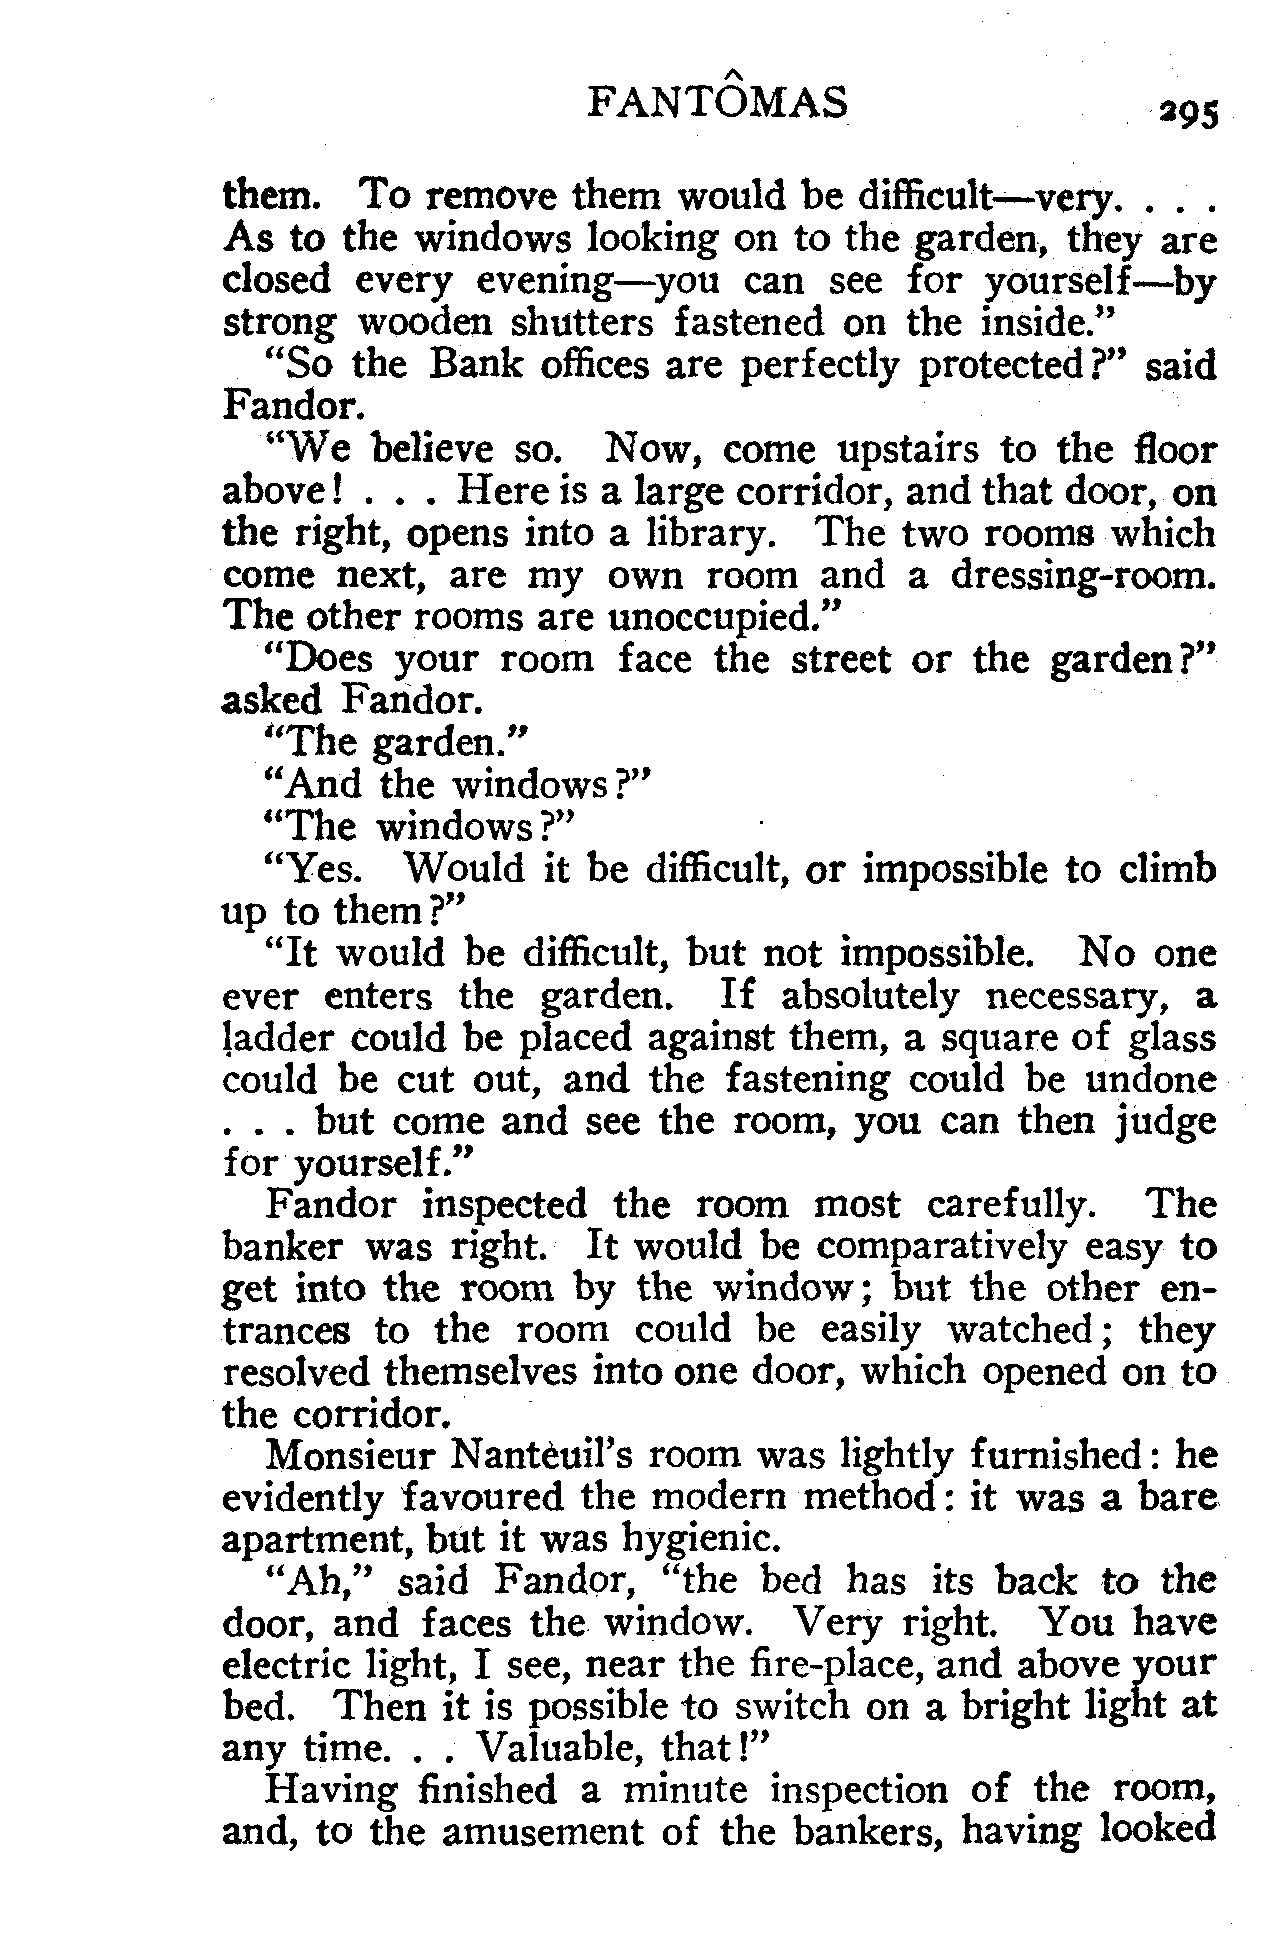 FANTÔMAS 295
them. To remove them would be difficult—very. . . .
As to the windows looking on to the garden, they are
closed every evening—you can see for yourself—by
strong wooden shutters fastened on the inside.”
“So the Bank offices are perfectly protected?” said
Fandor.
“We believe so. Now, come upstairs to the floor
above! . . . Here is a large corridor, and that door, on
the right, opens into a library. The two rooms which
come next, are my own room and a dressing-room.
The other rooms are unoccupied.”
“Does your room face the street or the garden?”
asked Fandor.
“The garden.”
“And the windows?”
“The windows?”
“Yes. Would it be difficult, or impossible to climb
up to them?”
“It would be difficult, but not impossible. No one
ever enters the garden. If absolutely necessary, a
ladder could be placed against them, a square of glass
could be cut out, and the fastening could be undone
. . . but come and see the room, you can then judge
for yourself.”
Fandor inspected the room most carefully. The
banker was right. It would be comparatively easy to
get into the room by the window; but the other en-
trances to the room could be easily watched; they
resolved themselves into one door, which opened on to
the corridor.
Monsieur Nanteuil’s room was lightly furnished: he
evidently favoured the modern method: it was a bare
apartment, but it was hygienic.
“Ah,” said Fandor, “the bed has its back to the
door, and faces the window. Very right. You have
electric light, I see, near the fire-place, and above your
bed. Then it is possible to switch on a bright light at
any time. . . Valuable, that!”
Having finished a minute inspection of the room,
and, to the amusement of the bankers, having looked